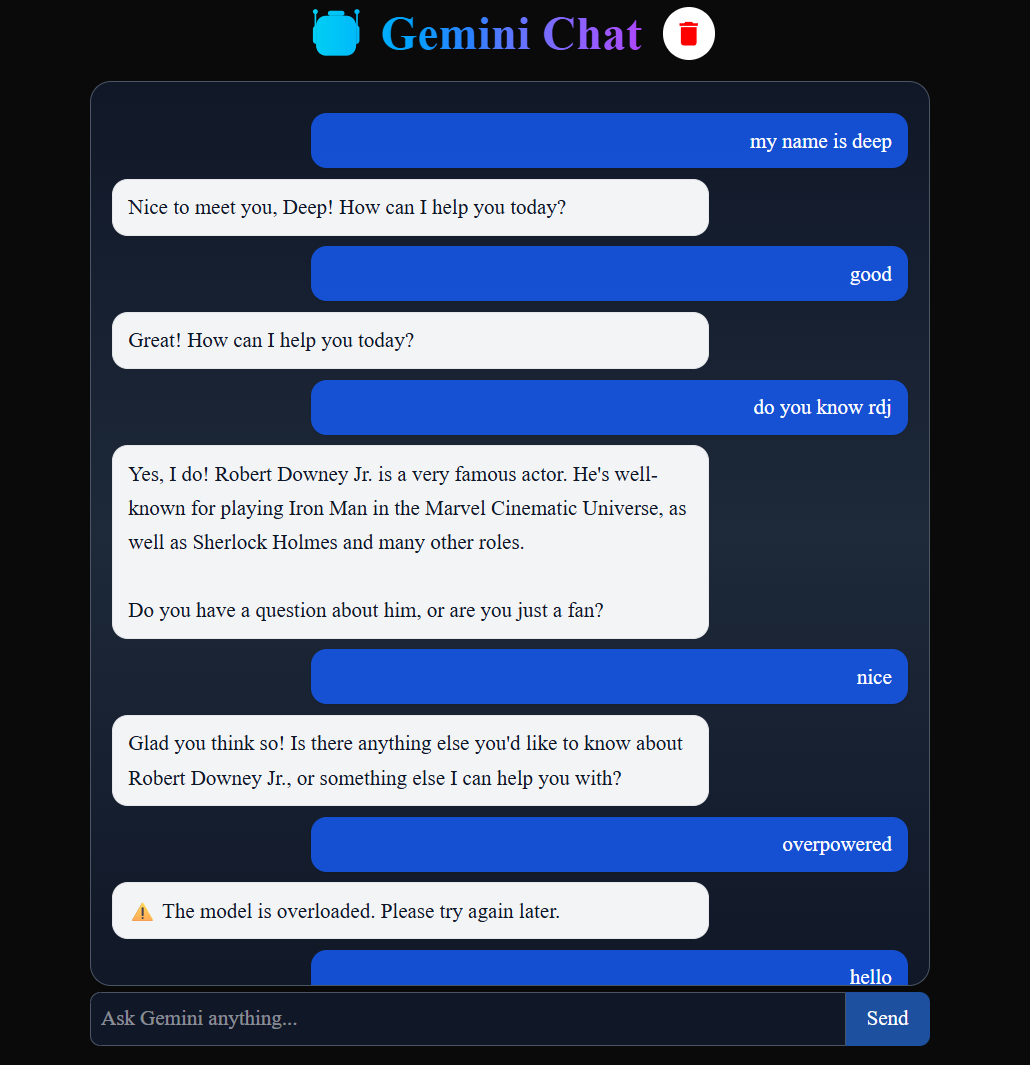 Gemini Chat
my name is deep
Nice to meet you, Deep! How can I help you today?
good
Great! How can I help you today?
do you know rdj
Yes, I do! Robert Downey Jr. is a very famous actor. He's well-
known for playing Iron Man in the Marvel Cinematic Universe, as
well as Sherlock Holmes and many other roles.
Do you have a question about him, or are you just a fan?
nice
Glad you think so! Is there anything else you'd like to know about
Robert Downey Jr., or something else I can help you with?
overpowered
⚠️ The model is overloaded. Please try again later.
hello
Ask Gemini anything...
Send